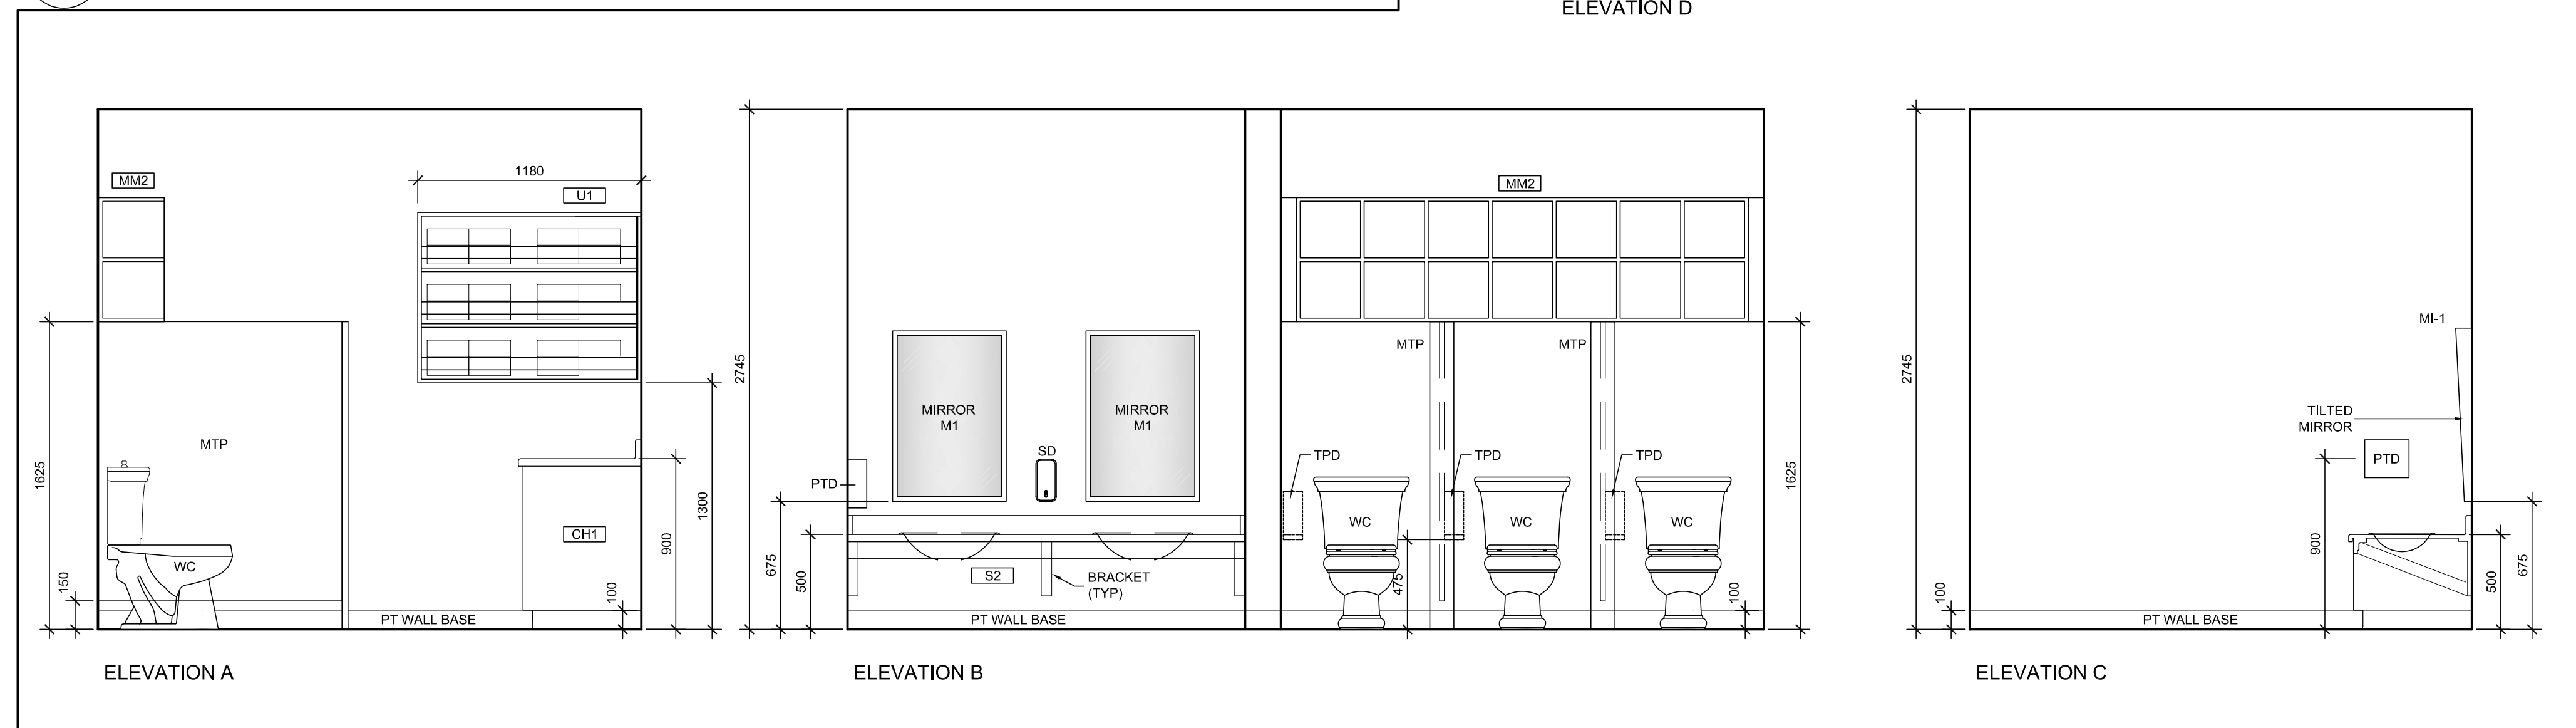 ELEVATION D
MM2
1180
U1
MTP
1625
150
WC
CH1
PT WALL BASE
100
900
1300
ELEVATION A
2745
MM2
MIRROR
M1
MIRROR
M1
SD
PTD
MTP
MTP
TPD
TPD
TPD
WC
WC
WC
675
500
S2
BRACKET
(TYP)
475
100
1625
PT WALL BASE
ELEVATION B
2745
MI-1
TILTED
MIRROR
PTD
900
100
500
675
PT WALL BASE
ELEVATION C